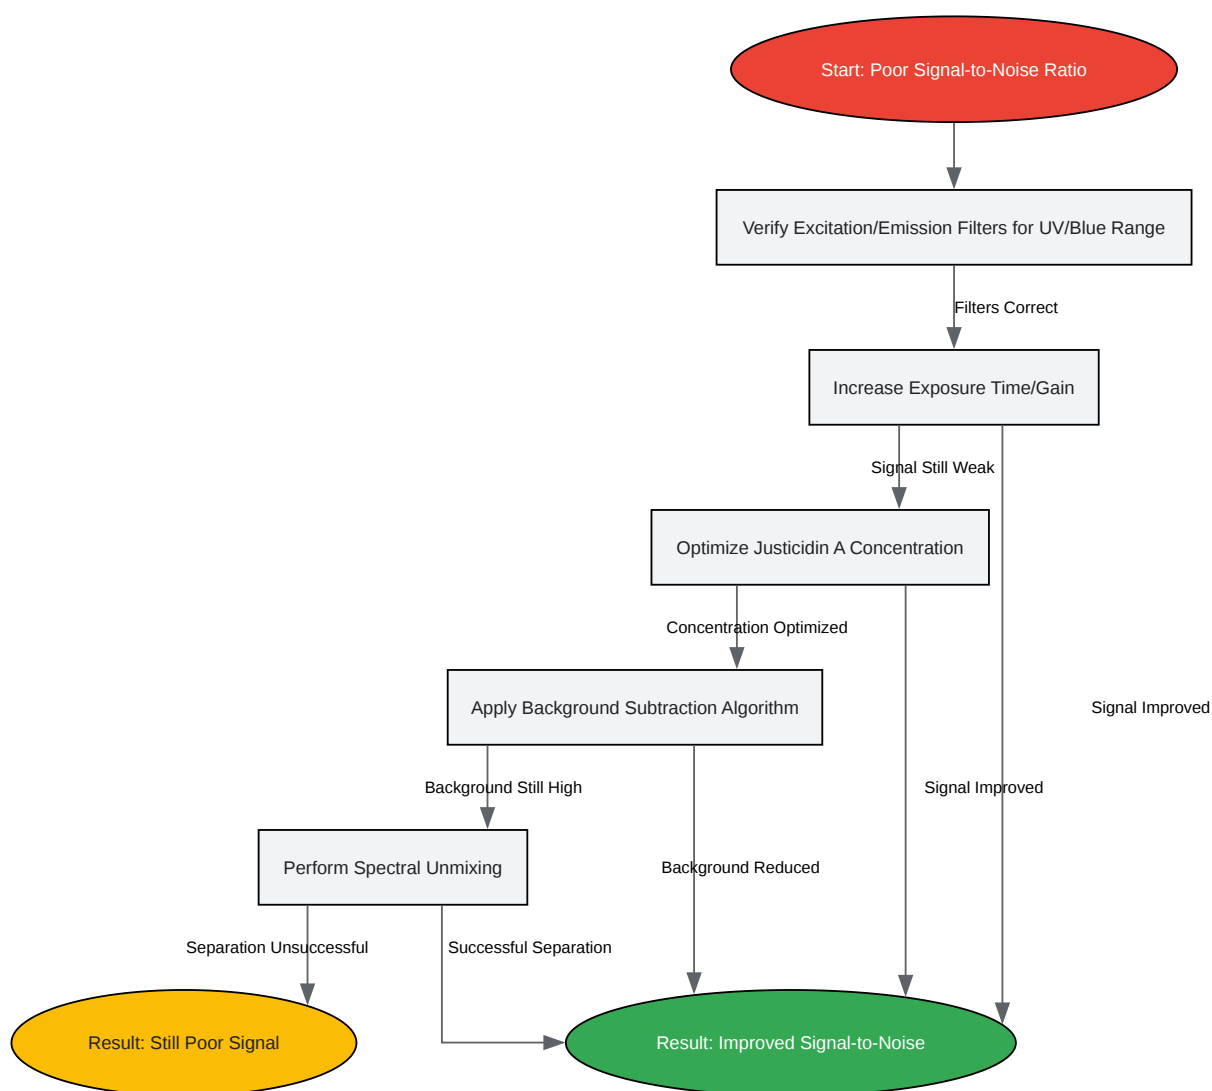 Start: Poor Signal-to-Noise Ratio
Verify Excitation/Emission Filters for UV/Blue Range
Filters Correct
Increase Exposure Time/Gain
Signal Still Weak
Optimize Justicidin A Concentration
Concentration Optimized
Apply Background Subtraction Algorithm
Signal Improved
Background Still High
Signal Improved
Perform Spectral Unmixing
Background Reduced
Separation Unsuccessful
Successful Separation
Result: Still Poor Signal
Result: Improved Signal-to-Noise